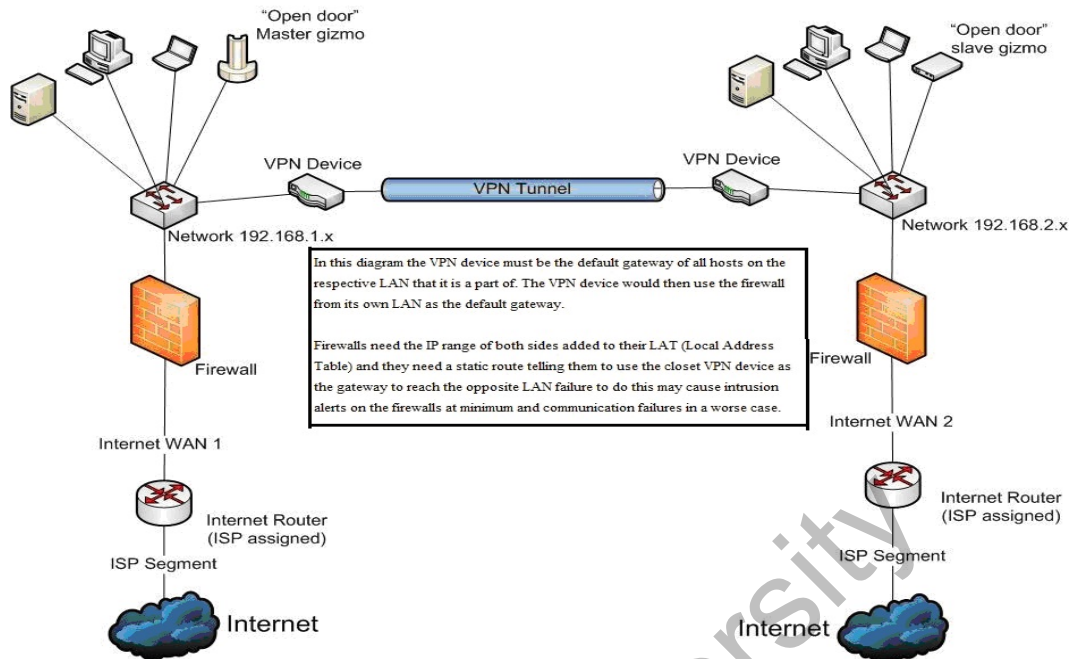 “Open door”
Master gizmo
“Open door”
slave gizmo
VPN Device
VPN Tunnel
VPN Device
Network 192.168.1.x
Network 192.168.2.x
In this diagram the VPN device must be the default gateway of all hosts on the
respective LAN that it is a part of. The VPN device would then use the firewall
from its own LAN as the default gateway.
Firewalls need the IP range of both sides added to their LAT (Local Address
Table) and they need a static route telling them to use the closet VPN device as
the gateway to reach the opposite LAN failure to do this may cause intrusion
alerts on the firewalls at minimum and communication failures in a worse case.
Firewall
Firewall
Internet WAN 1
Internet WAN 2
Internet Router
(ISP assigned)
Internet Router
(ISP assigned)
ISP Segment
ISP Segment
Internet
Internet
ersity